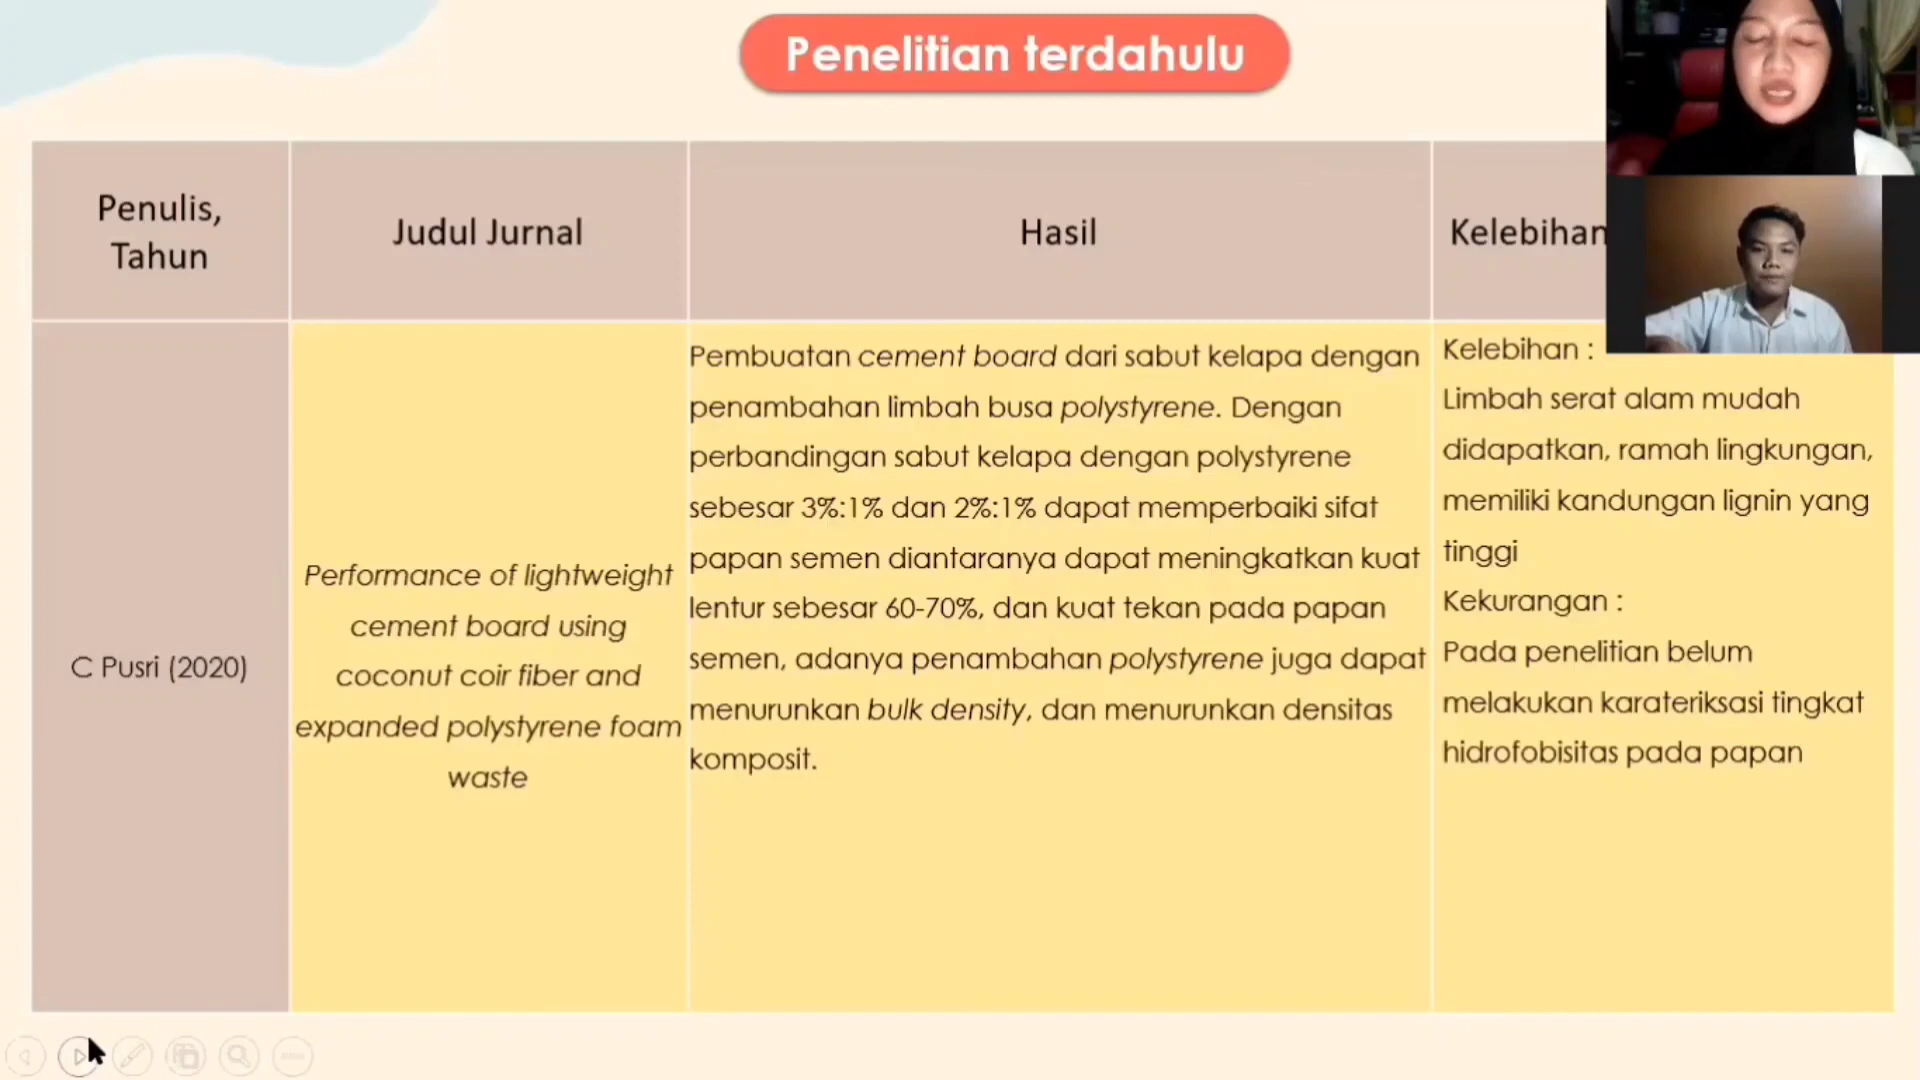 Penelitian terdahulu
Penulis,
Tahun
Judul Jurnal
Hasil
Kelebihan
C Pusri (2020)
Performance of lightweight
cement board using
coconut coir fiber and
expanded polystyrene foam
waste
Pembuatan cement board dari sabut kelapa dengan
penambahan limbah busa polystyrene. Dengan
perbandingan sabut kelapa dengan polystyrene
sebesar 3%:1% dan 2%:1% dapat memperbaiki sifat
papan semen diantaranya dapat meningkatkan kuat
lentur sebesar 60-70%, dan kuat tekan pada papan
semen, adanya penambahan polystyrene juga dapat
menurunkan bulk density, dan menurunkan densitas
komposit.
Kelebihan :
Limbah serat alam mudah
didapatkan, ramah lingkungan,
memiliki kandungan lignin yang
tinggi
Kekurangan :
Pada penelitian belum
melakukan karateriksasi tingkat
hidrofobisitas pada papan